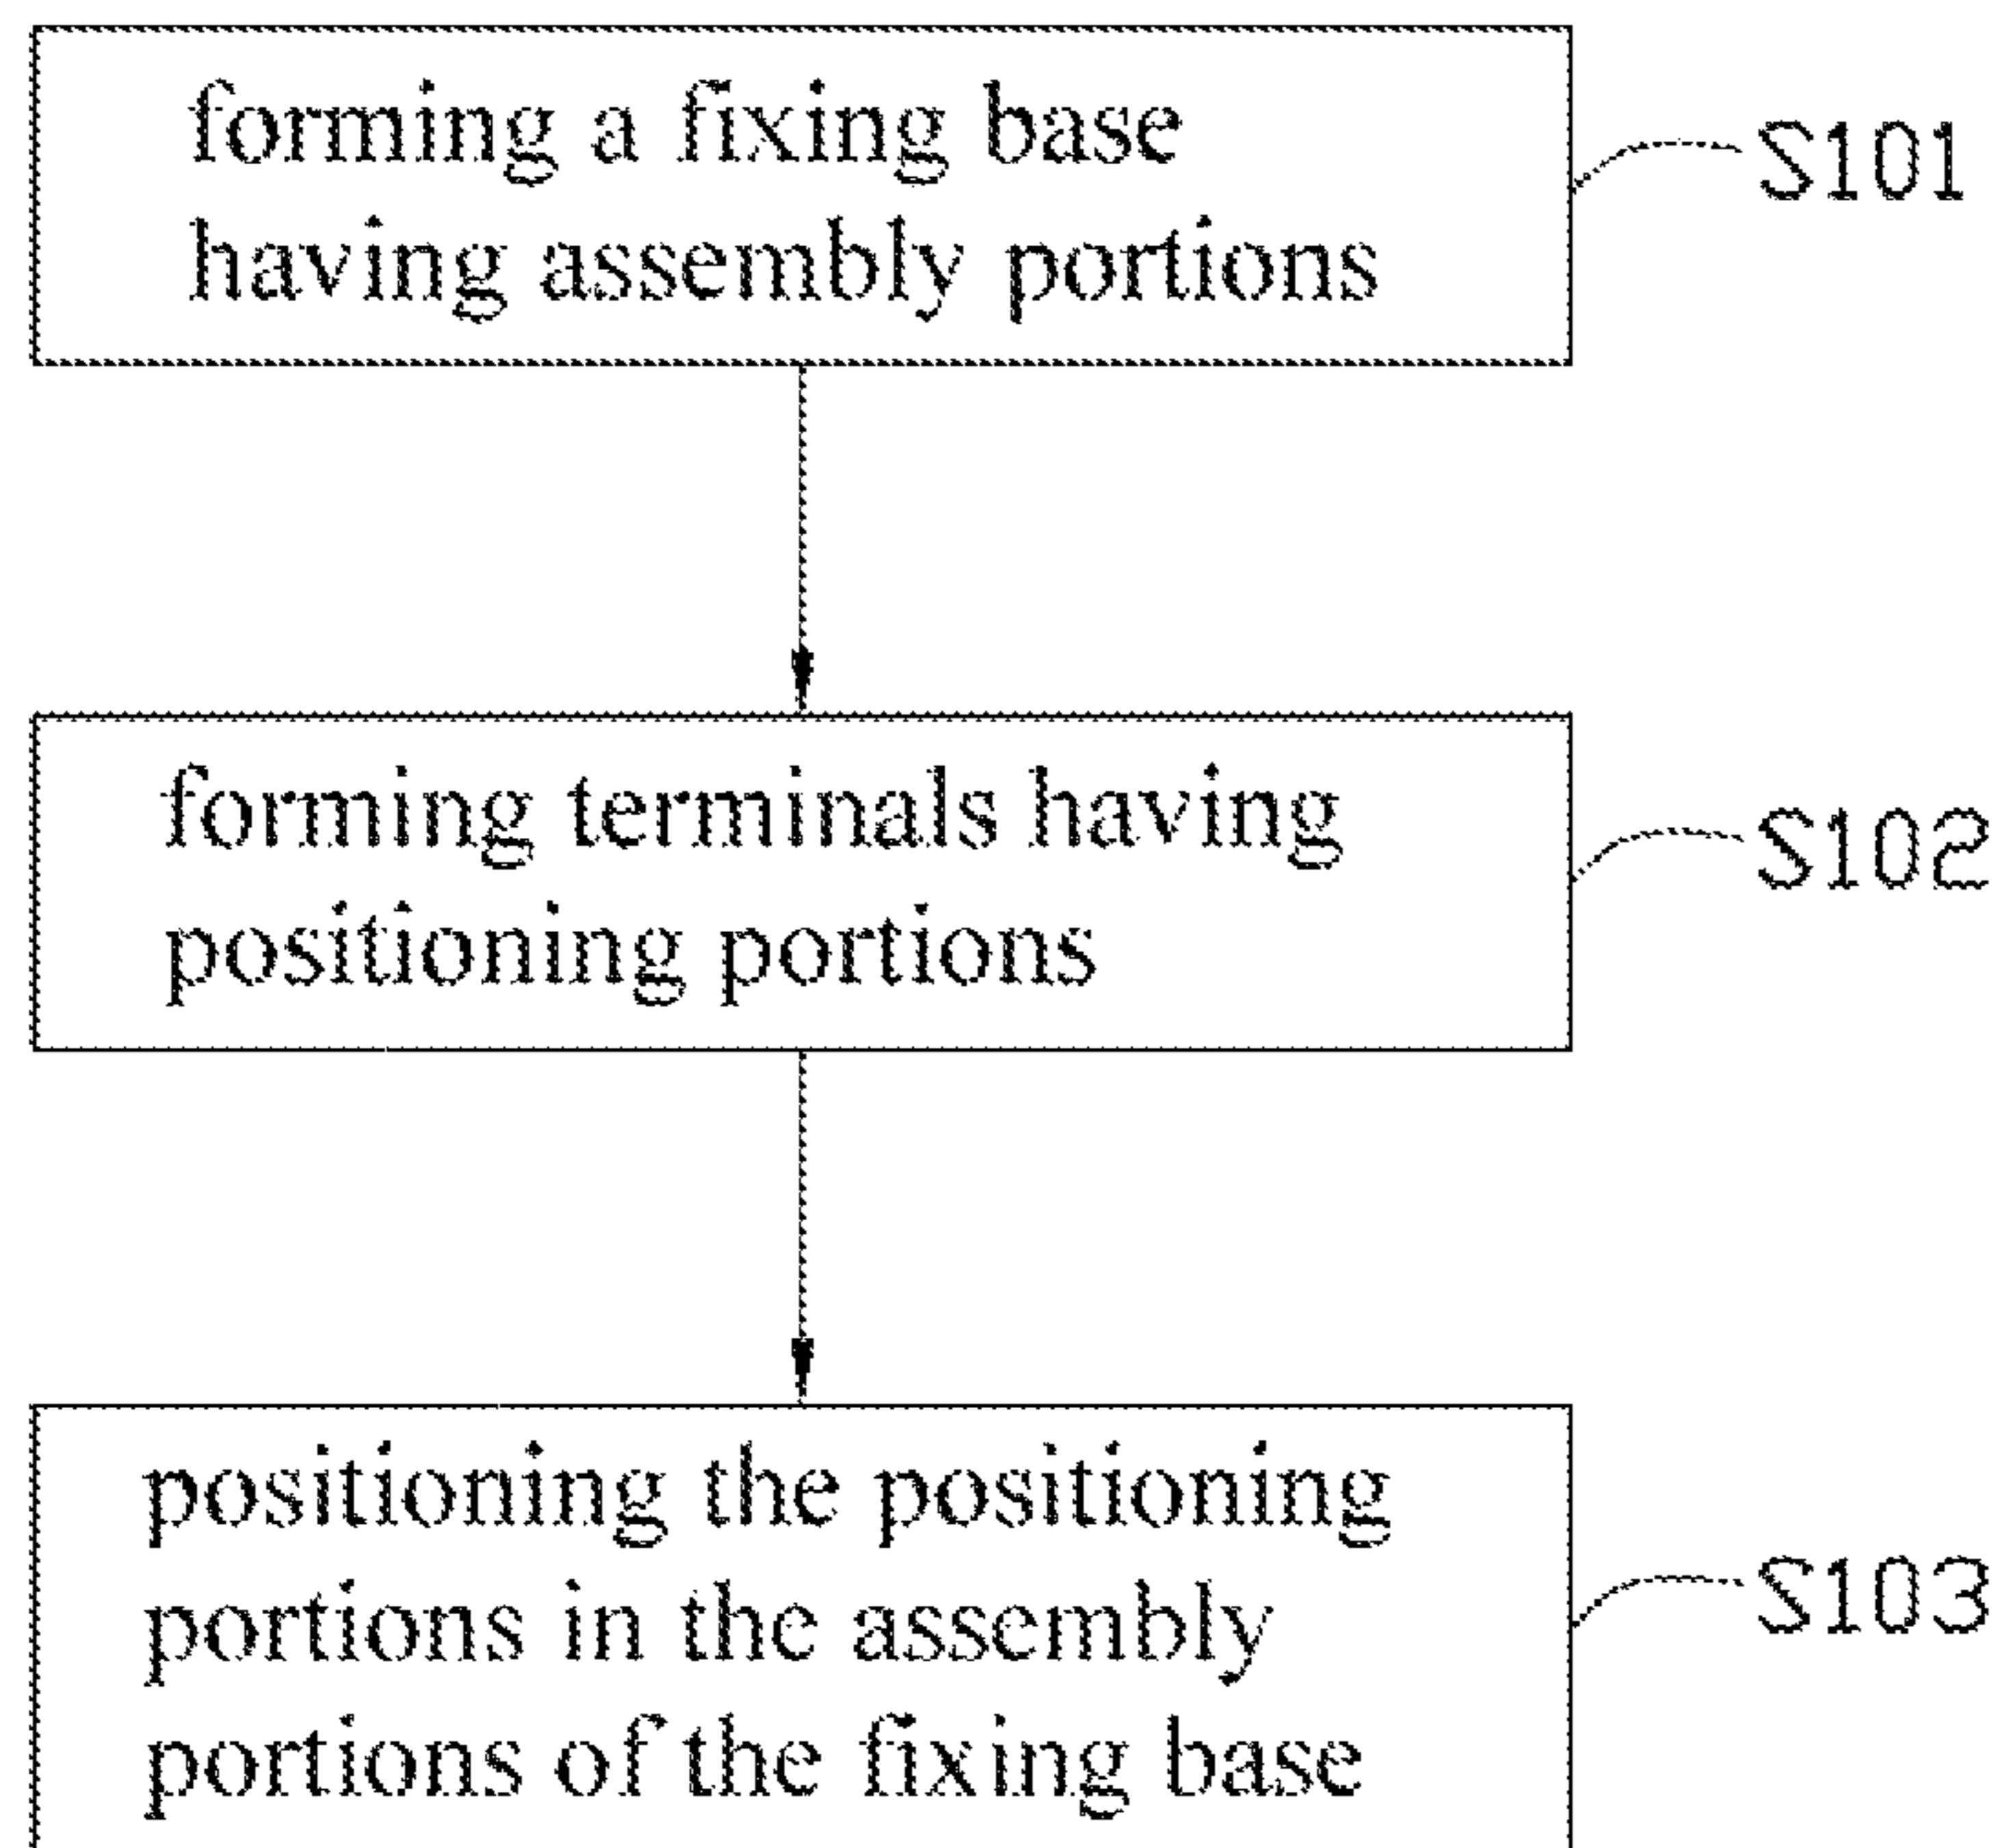 forming a fixing base
having assembly portions
S101
forming terminals having
positioning portions
S102
positioning the positioning
portions in the assembly
portions of the fixing base
S103